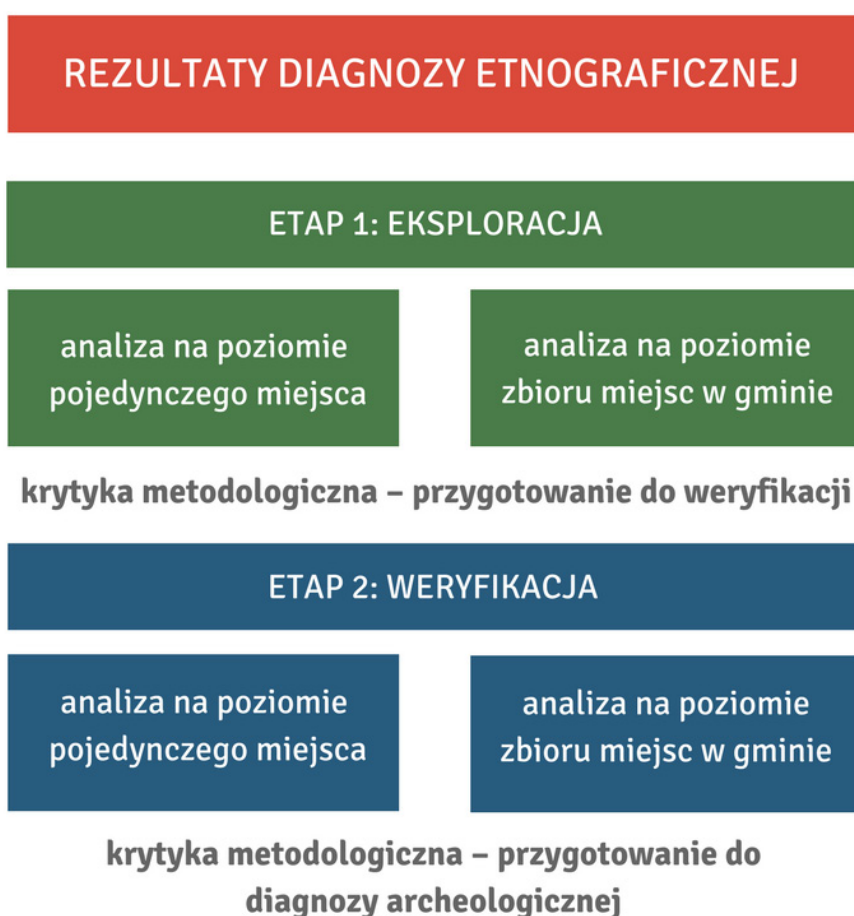 REZULTATY DIAGNOZY ETNOGRAFICZNEJ
ETAP 1: EKSPLORACJA
analiza na poziomie
pojedynczego miejsca
analiza na poziomie
zbioru miejsc w gminie
krytyka metodologiczna – przygotowanie do weryfikacji
ETAP 2: WERYFIKACJA
analiza na poziomie
pojedynczego miejsca
analiza na poziomie
zbioru miejsc w gminie
krytyka metodologiczna – przygotowanie do
diagnozy archeologicznej